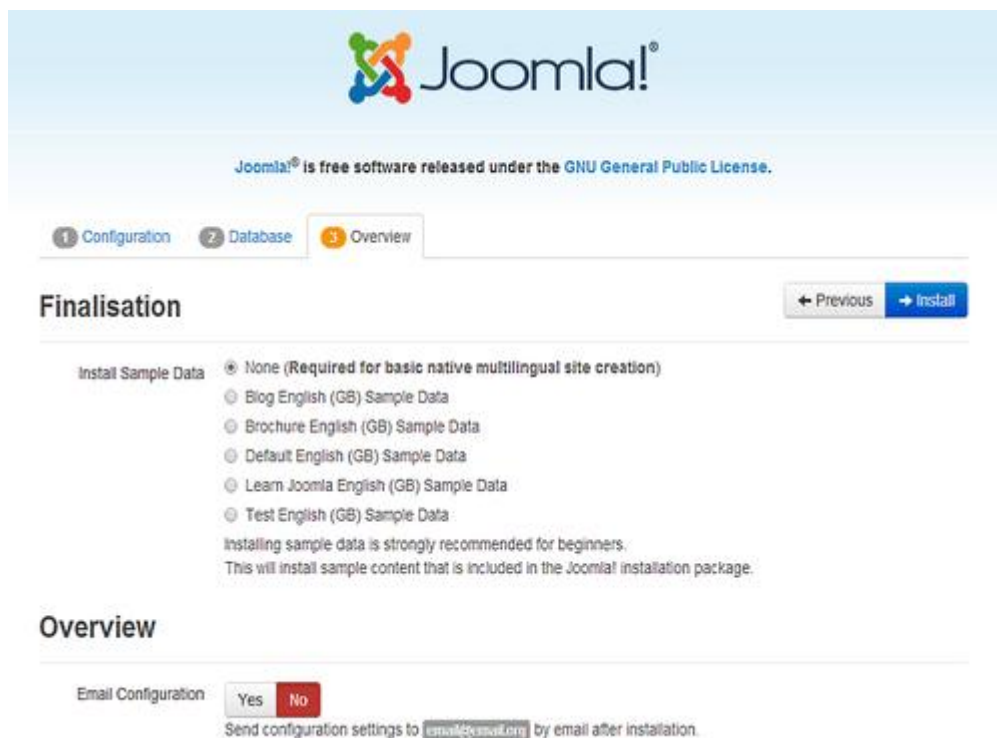 Joomla!®
Joomla!® is free software released under the GNU General Public License.
1 Configuration 2 Database 3 Overview
Finalisation
← Previous → Install
Install Sample Data None (Required for basic native multilingual site creation)
Blog English (GB) Sample Data
Brochure English (GB) Sample Data
Default English (GB) Sample Data
Learn Joomla English (GB) Sample Data
Test English (GB) Sample Data
Installing sample data is strongly recommended for beginners.
This will install sample content that is included in the Joomla! installation package.
Overview
Email Configuration Yes No
Send configuration settings to email@email.org by email after installation.